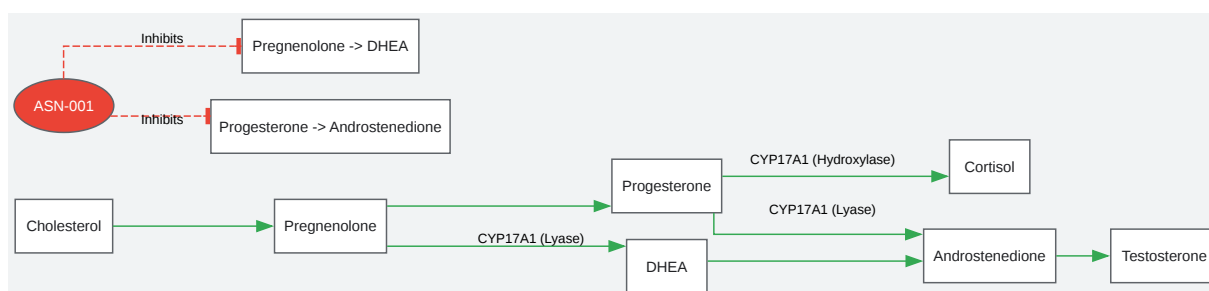 Inhibits
Pregnenolone -> DHEA
ASN-001
Inhibits
Progesterone -> Androstenedione
CYP17A1 (Hydroxylase)
Cortisol
Progesterone
CYP17A1 (Lyase)
Cholesterol
Pregnenolone
CYP17A1 (Lyase)
DHEA
Androstenedione
Testosterone